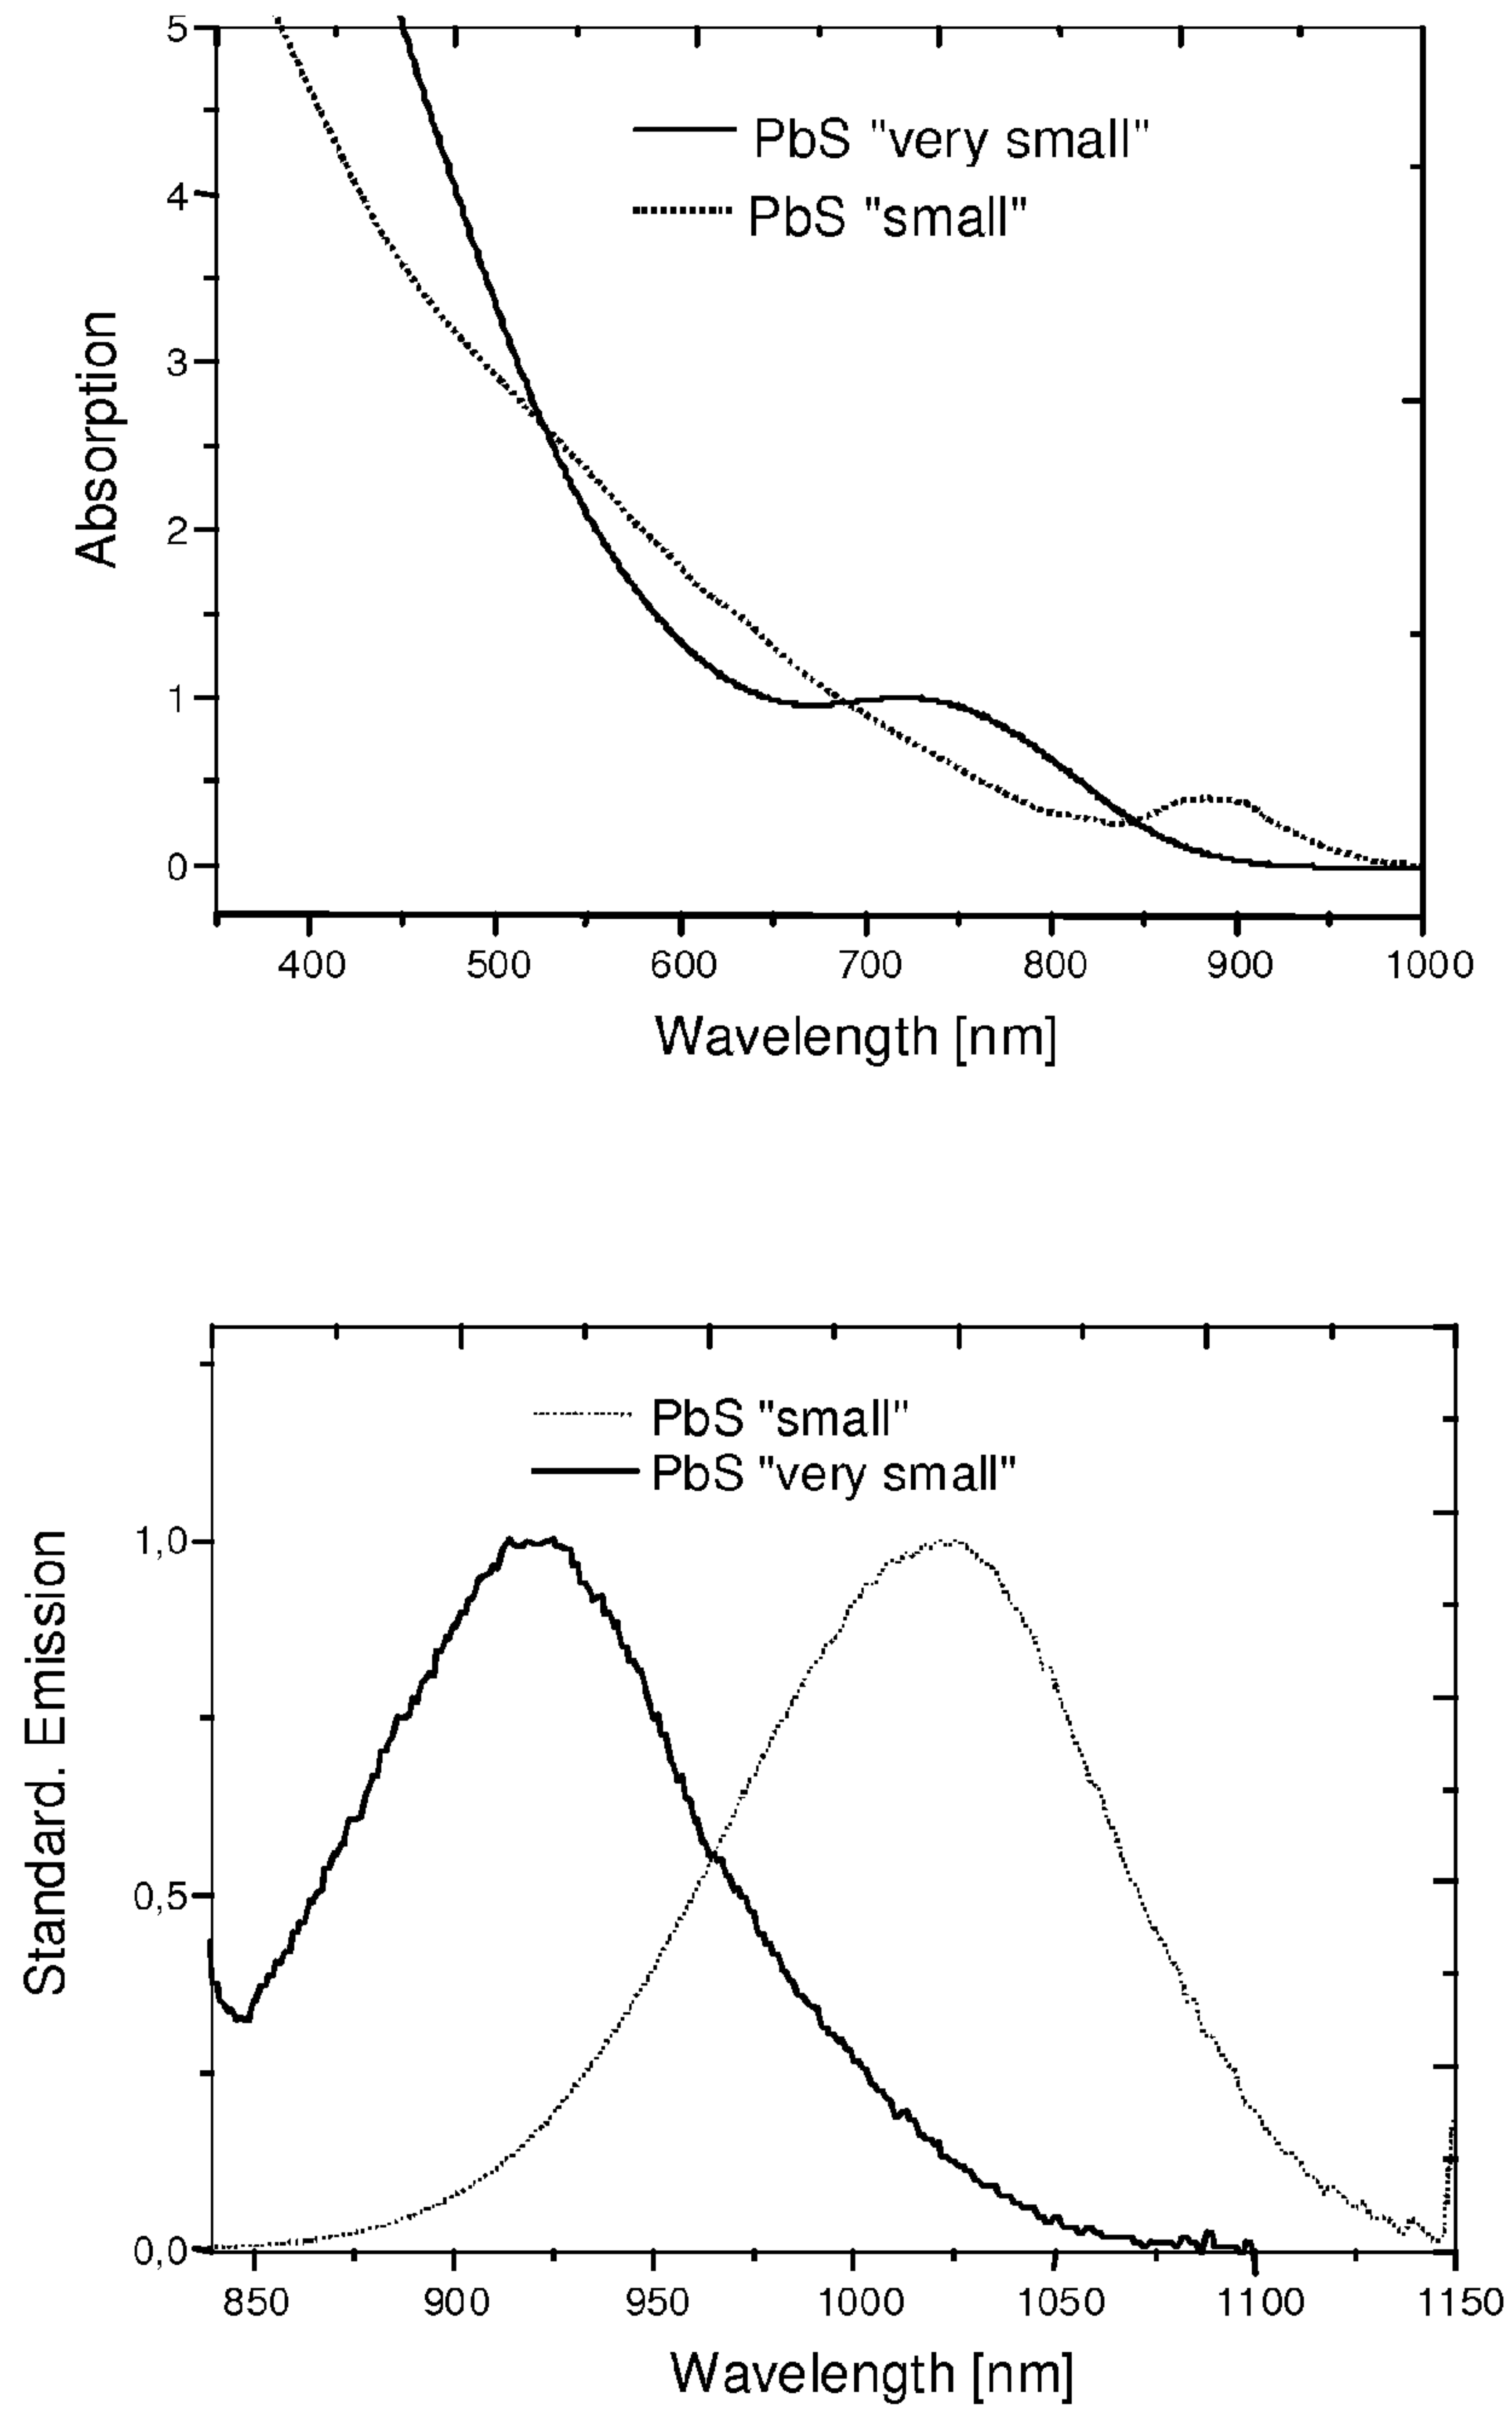 5
4
3
2
1
0
Absorption
PbS "very small"
PbS "small"
400 500 600 700 800 900 1000
Wavelength [nm]
PbS "small"
PbS "very small"
1,0
0,5
0,0
Standard. Emission
850 900 950 1000 1050 1100 1150
Wavelength [nm]